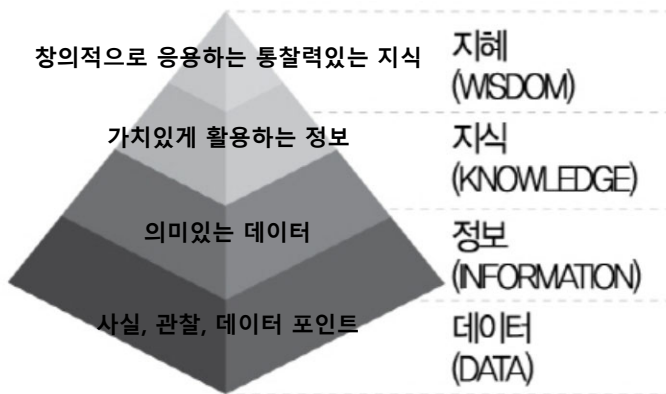 창의적으로 응용하는 통찰력있는 지식
지혜
(WISDOM)
가치있게 활용하는 정보
지식
(KNOWLEDGE)
의미있는 데이터
정보
(INFORMATION)
사실, 관찰, 데이터 포인트
데이터
(DATA)